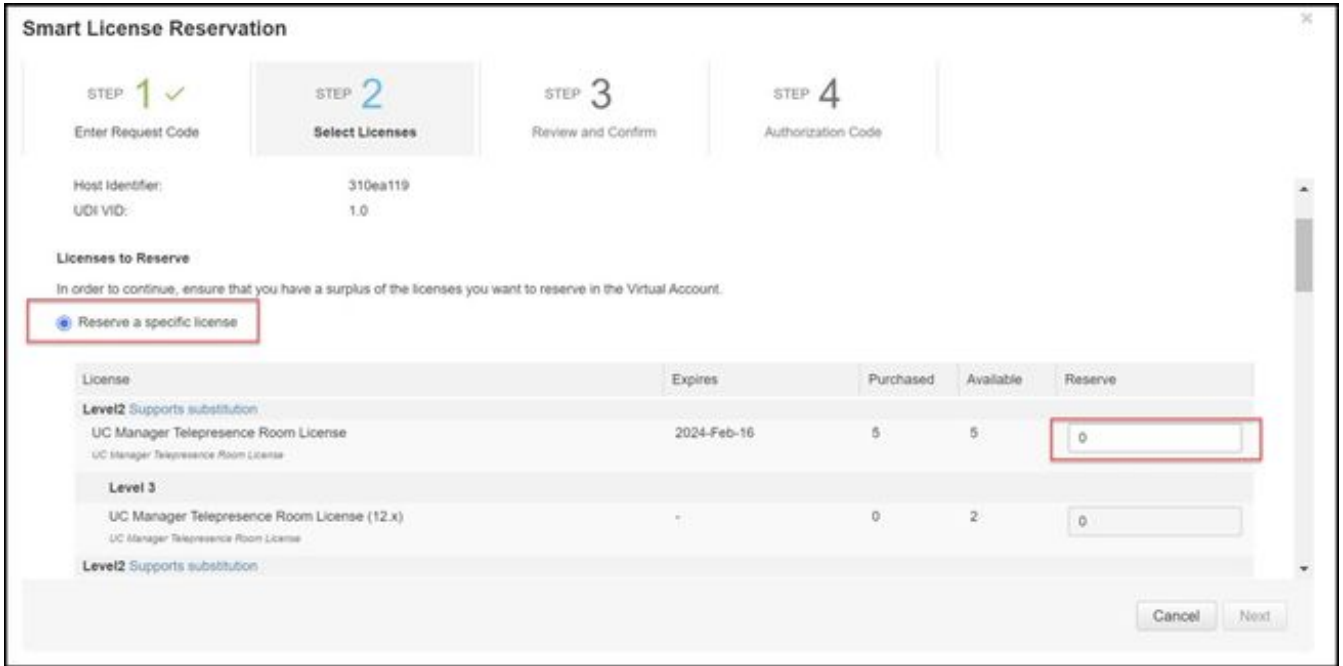 Smart License Reservation
STEP 1
Enter Request Code
STEP 2
Select Licenses
STEP 3
Review and Confirm
STEP 4
Authorization Code
Host Identifier: 310ea119
UDI VID: 1.0
Licenses to Reserve
In order to continue, ensure that you have a surplus of the licenses you want to reserve in the Virtual Account.
Reserve a specific license
License Expires Purchased Available Reserve
Level2 Supports substitution
UC Manager Telepresence Room License 2024-Feb-16 5 5 0
UC Manager Telepresence Room License
Level 3
UC Manager Telepresence Room License (12.x) - 0 2 0
UC Manager Telepresence Room License
Level2 Supports substitution
Cancel Next